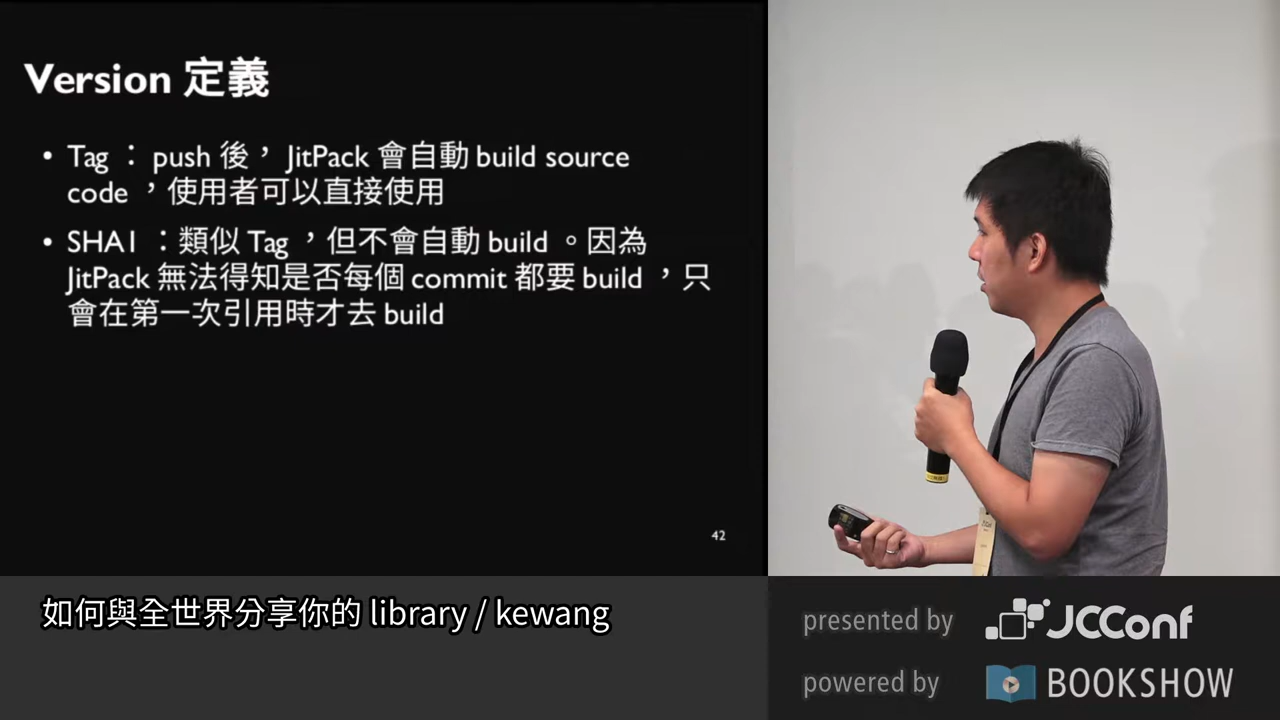 Version 定義
• Tag ： push 後， JitPack 會自動 build source
code ，使用者可以直接使用
• SHA1 ：類似 Tag ，但不會自動 build 。因為
JitPack 無法得知是否每個 commit 都要 build ，只
會在第一次引用時才去 build
42
如何與全世界分享你的 library / kewang
presented by JCConf
powered by BOOKSHOW